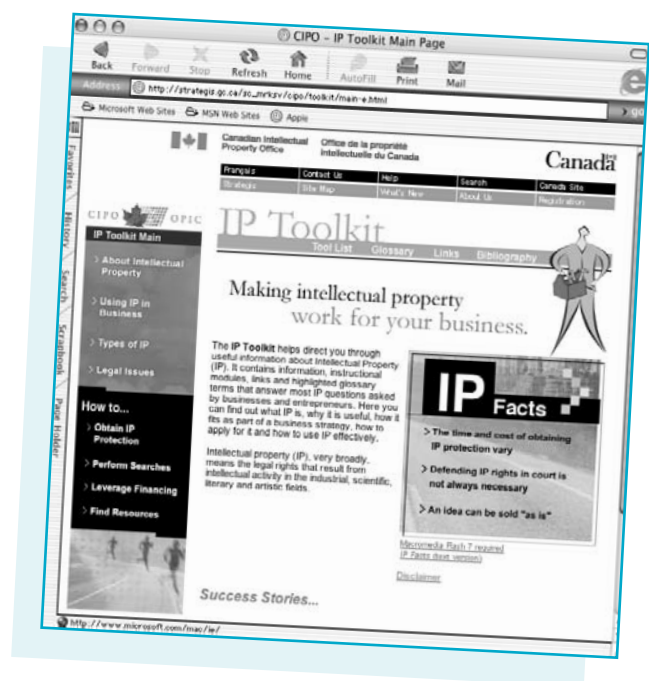 CIPO – IP Toolkit Main Page
Back Forward Stop Refresh Home AutoFill Print Mail
Address: http://strategis.gc.ca/sc_mrksv/cipo/toolkit/main-e.html go
Microsoft Web Sites MSN Web Sites Apple
Favorites
History
Search
Scrapbook
Page Holder
Canadian Intellectual Property Office
Office de la propriété intellectuelle du Canada
Canada
Français Contact Us Help Search Canada Site
Strategis Site Map What's New About Us Registration
CIPO OPIC
IP Toolkit
Tool List Glossary Links Bibliography
IP Toolkit Main
> About Intellectual
Property
> Using IP in
Business
> Types of IP
> Legal Issues
How to...
> Obtain IP
Protection
> Perform Searches
> Leverage Financing
> Find Resources
Making intellectual property
work for your business.
The IP Toolkit helps direct you through
useful information about Intellectual Property
(IP). It contains information, instructional
modules, links and highlighted glossary
terms that answer most IP questions asked
by businesses and entrepreneurs. Here you
can find out what IP is, why it is useful, how it
fits as part of a business strategy, how to
apply for it and how to use IP effectively.
Intellectual property (IP), very broadly,
means the legal rights that result from
intellectual activity in the industrial, scientific,
literary and artistic fields.
IP Facts
> The time and cost of obtaining
IP protection vary
> Defending IP rights in court is
not always necessary
> An idea can be sold "as is"
Macromedia Flash 7 required
IP Facts (text version)
Disclaimer
Success Stories...
http://www.microsoft.com/mac/ie/